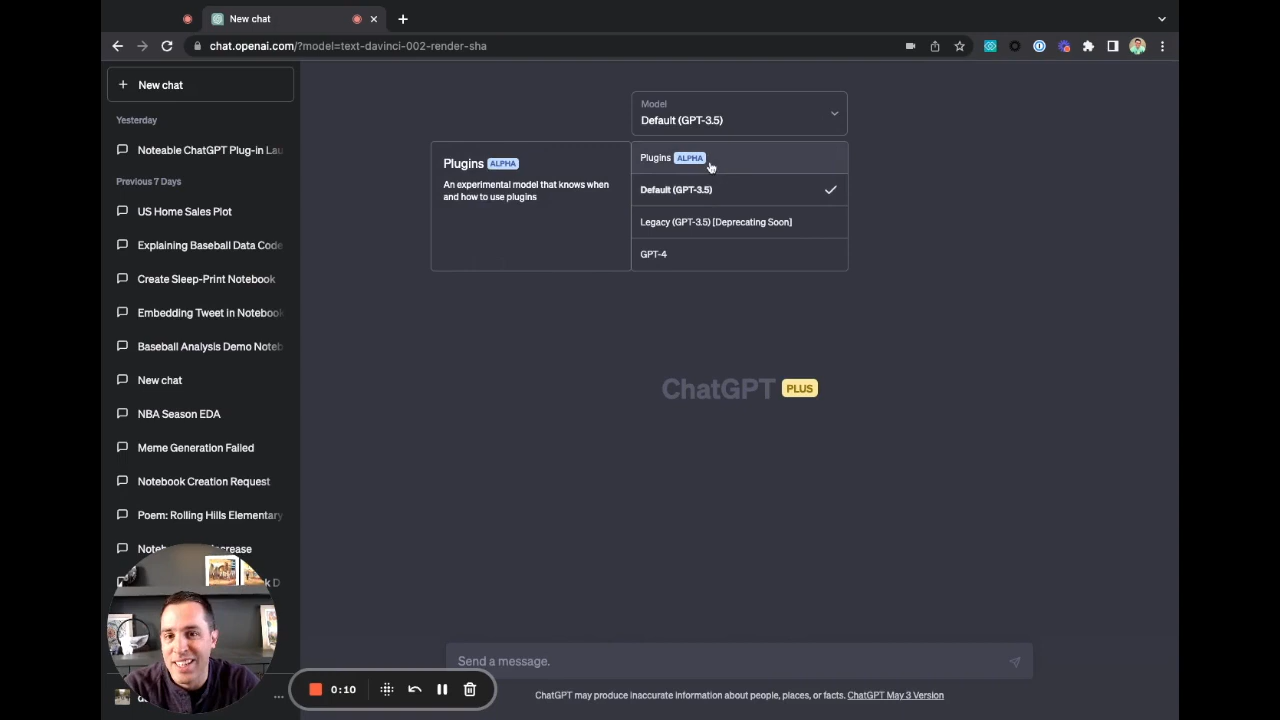 New chat
chat.openai.com/?model=text-davinci-002-render-sha
New chat
Yesterday
Noteable ChatGPT Plug-in Lau
Previous 7 Days
US Home Sales Plot
Explaining Baseball Data Code
Create Sleep-Print Notebook
Embedding Tweet in Notebook
Baseball Analysis Demo Noteb
New chat
NBA Season EDA
Meme Generation Failed
Notebook Creation Request
Poem: Rolling Hills Elementary
Model
Default (GPT-3.5)
Plugins ALPHA
An experimental model that knows when
and how to use plugins
Plugins ALPHA
Default (GPT-3.5)
Legacy (GPT-3.5) [Deprecating Soon]
GPT-4
ChatGPT PLUS
Send a message.
0:10
ChatGPT may produce inaccurate information about people, places, or facts. ChatGPT May 3 Version